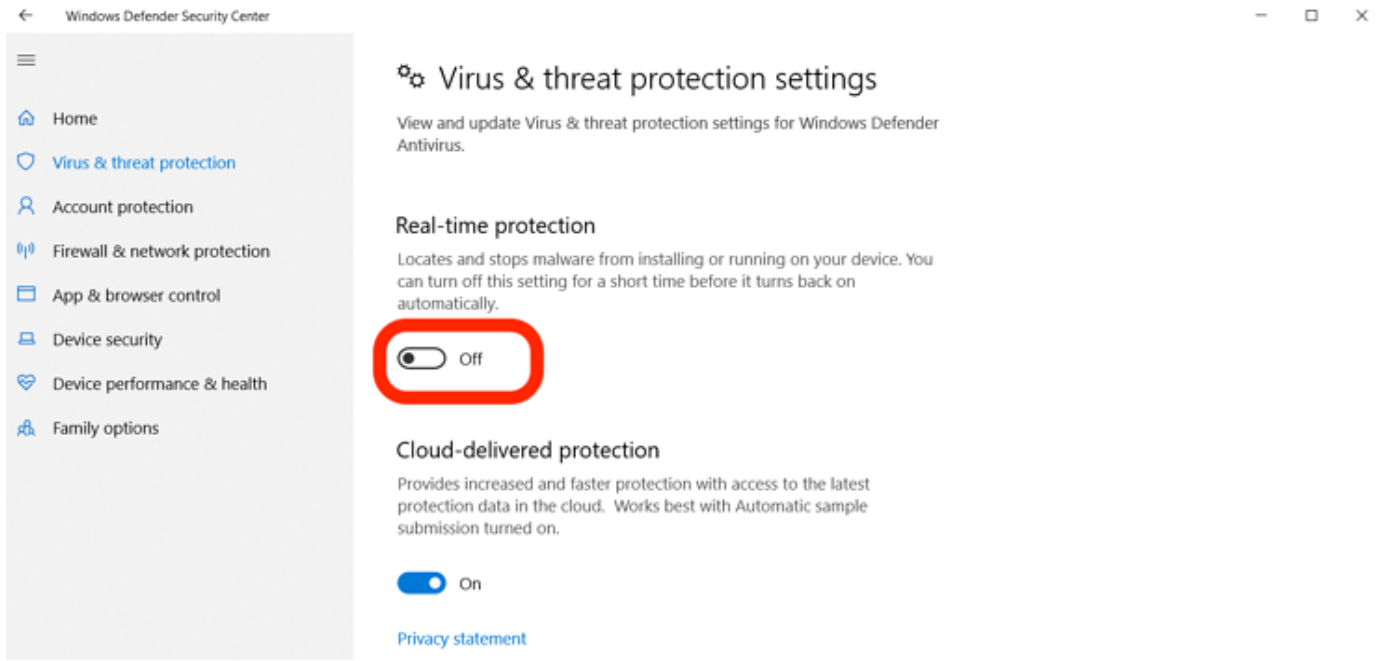 Windows Defender Security Center
Home
Virus & threat protection
Account protection
Firewall & network protection
App & browser control
Device security
Device performance & health
Family options
Virus & threat protection settings
View and update Virus & threat protection settings for Windows Defender
Antivirus.
Real-time protection
Locates and stops malware from installing or running on your device. You
can turn off this setting for a short time before it turns back on
automatically.
Off
Cloud-delivered protection
Provides increased and faster protection with access to the latest
protection data in the cloud. Works best with Automatic sample
submission turned on.
On
Privacy statement